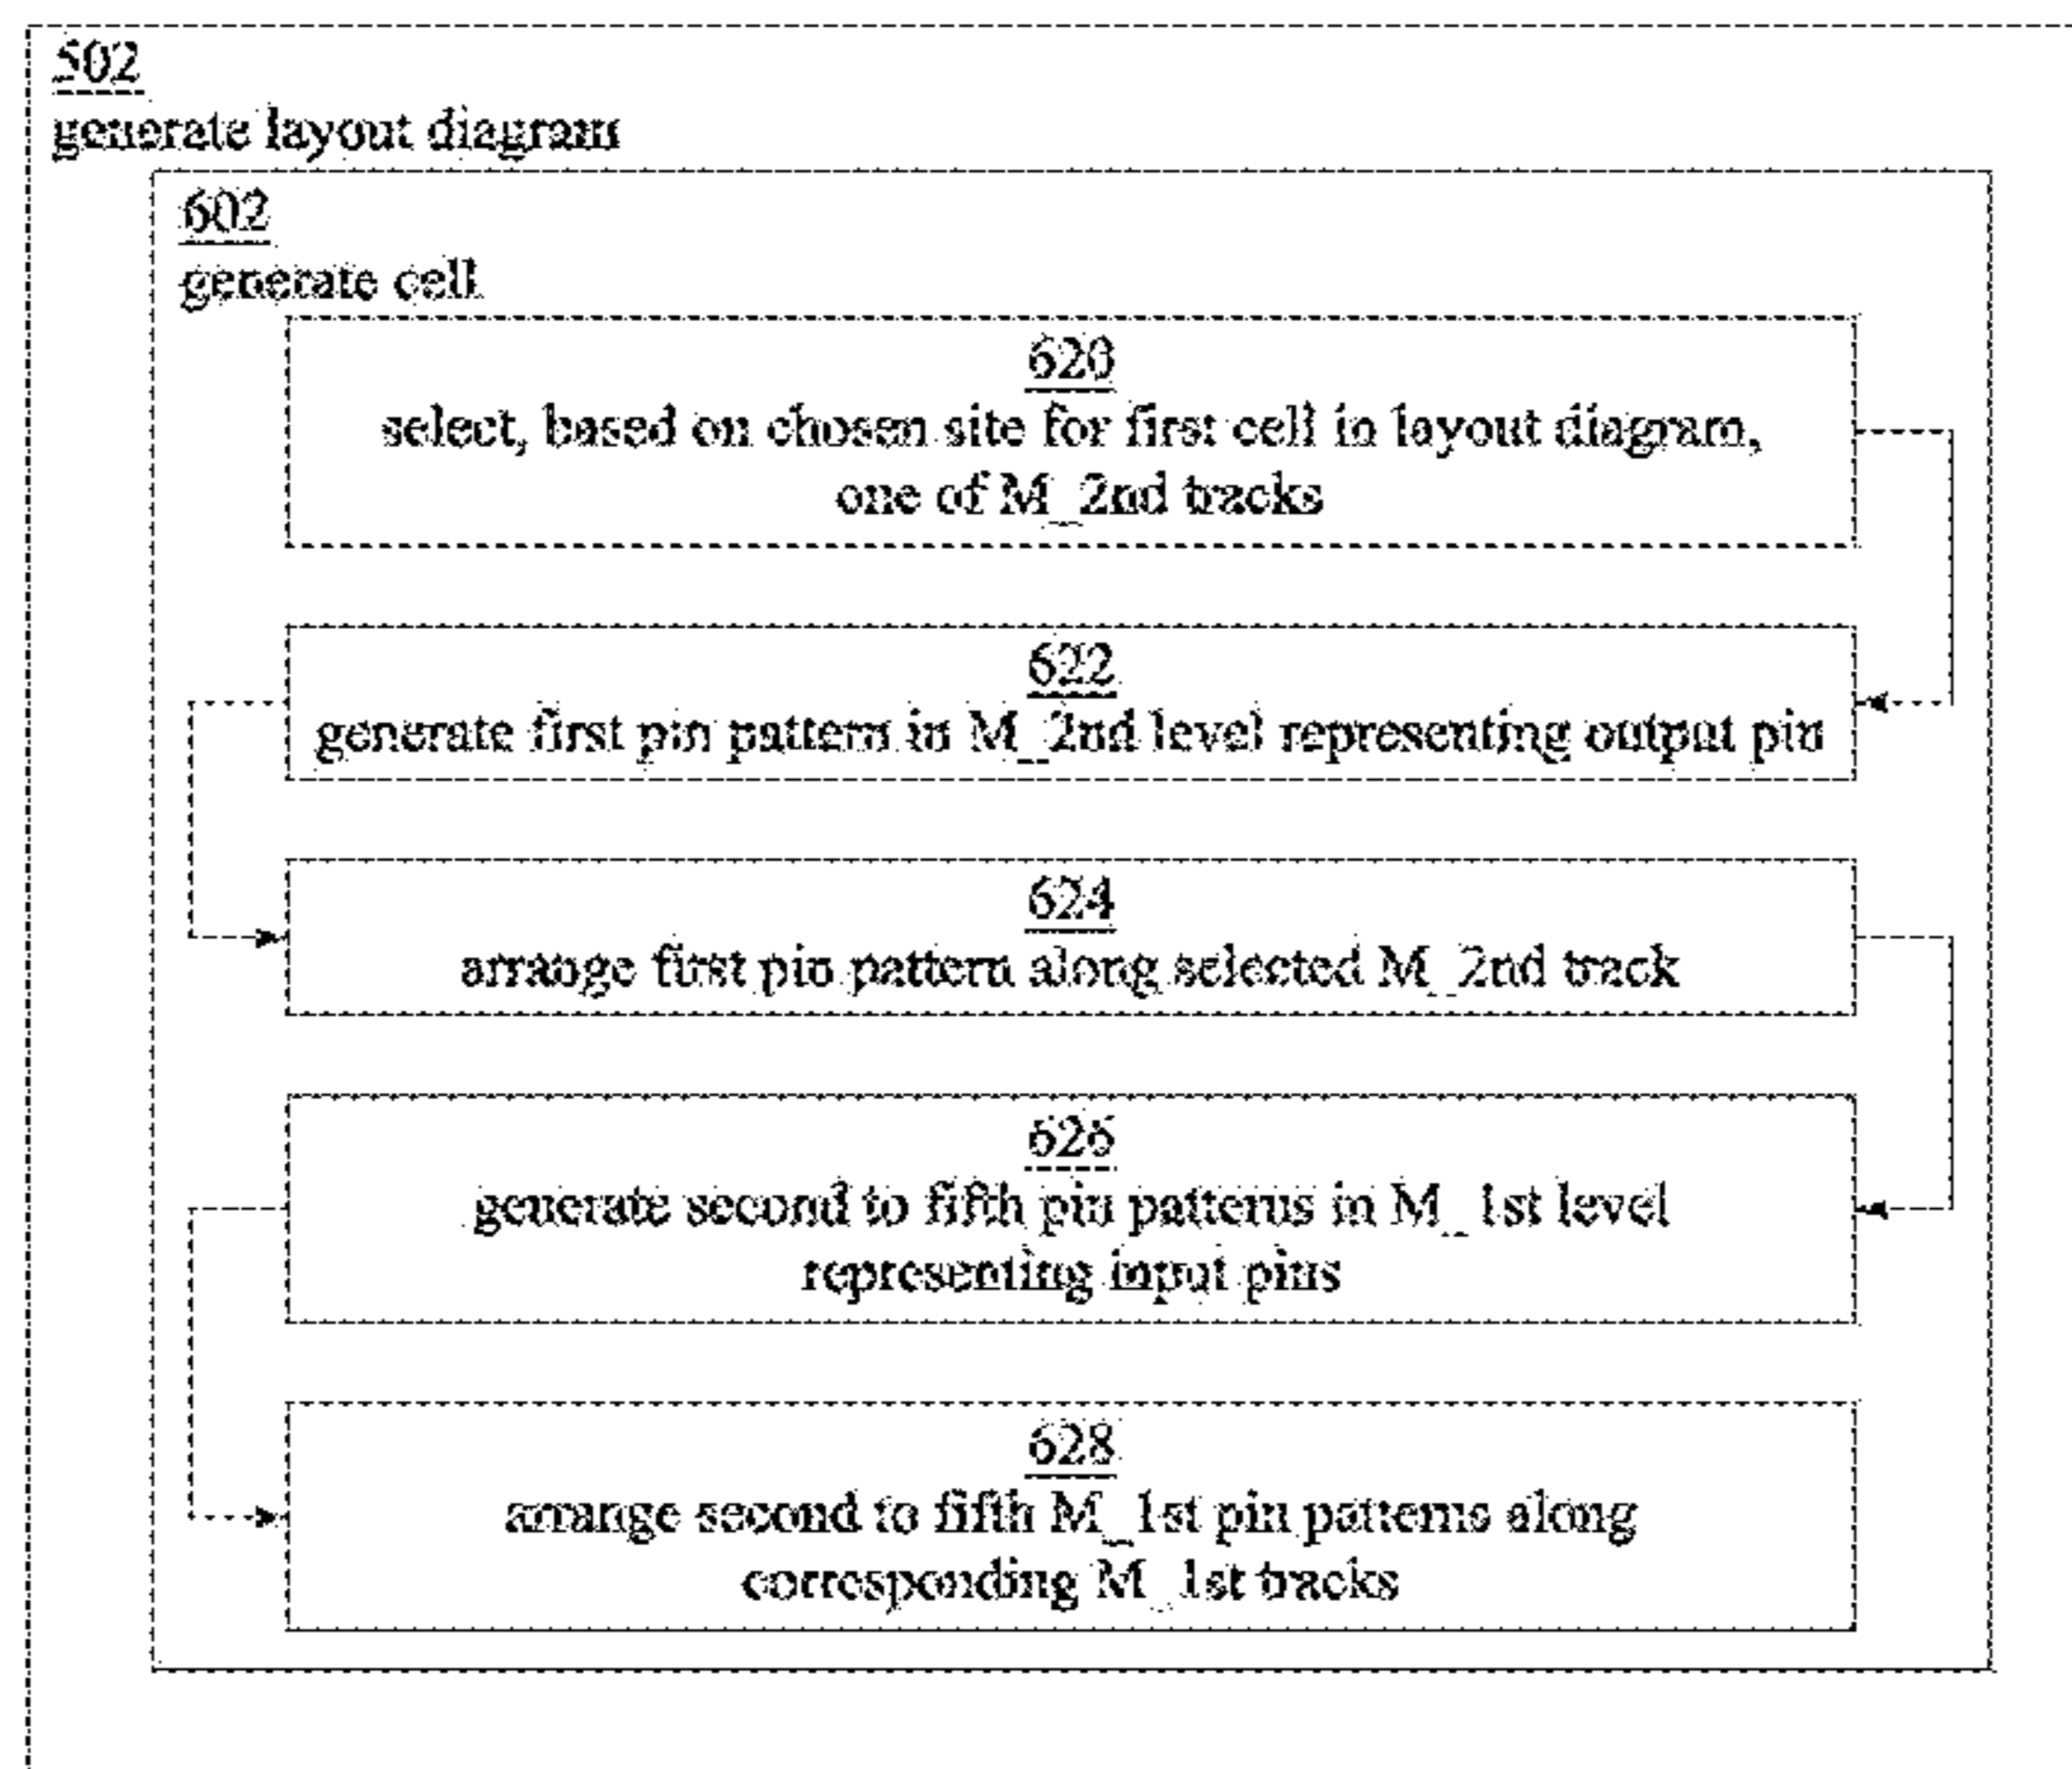 502
generate layout diagram
602
generate cell
620
select, based on chosen site for first cell in layout diagram,
one of M_2nd tracks
622
generate first pin pattern in M_2nd level representing output pin
624
arrange first pin pattern along selected M_2nd track
626
generate second to fifth pin patterns in M_1st level
representing input pins
628
arrange second to fifth M_1st pin patterns along
corresponding M_1st tracks